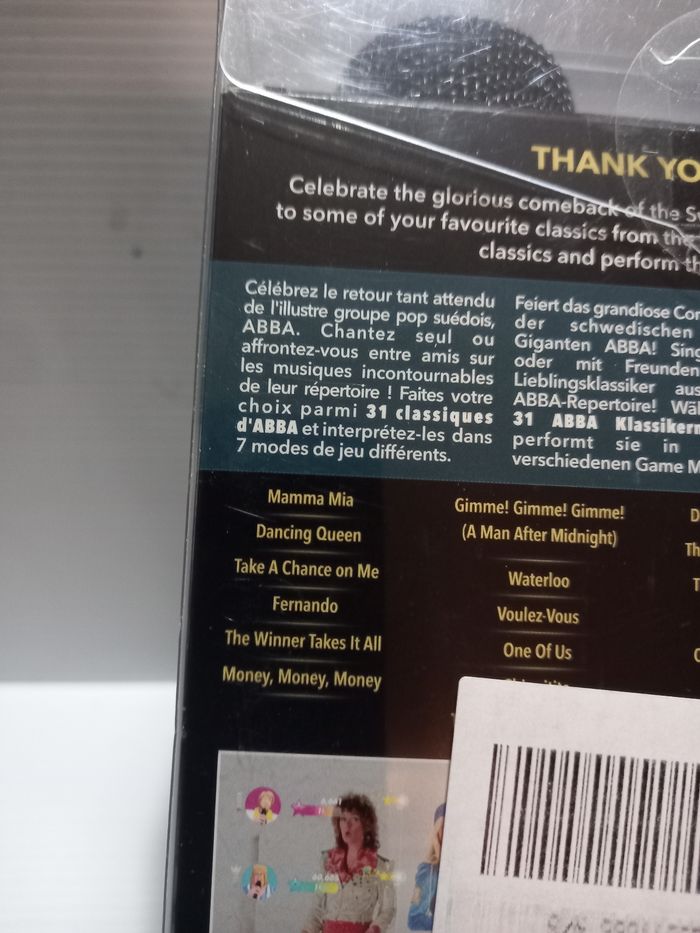 THANK YO
Celebrate the glorious comeback of the S
to some of your favourite classics from the
classics and perform th
Célébrez le retour tant attendu
de l'illustre groupe pop suédois,
ABBA. Chantez seul ou
affrontez-vous entre amis sur
les musiques incontournables
de leur répertoire ! Faites votre
choix parmi 31 classiques
d'ABBA et interprétez-les dans
7 modes de jeu différents.
Feiert das grandiose Com
der schwedischen
Giganten ABBA! Sing
oder mit Freunden
Lieblingsklassiker aus
ABBA-Repertoire! Wäh
31 ABBA Klassikern
performt sie in
verschiedenen Game M
Mamma Mia
Dancing Queen
Take A Chance on Me
Fernando
The Winner Takes It All
Money, Money, Money
Gimme! Gimme! Gimme!
(A Man After Midnight)
Waterloo
Voulez-Vous
One Of Us
D
Th
T